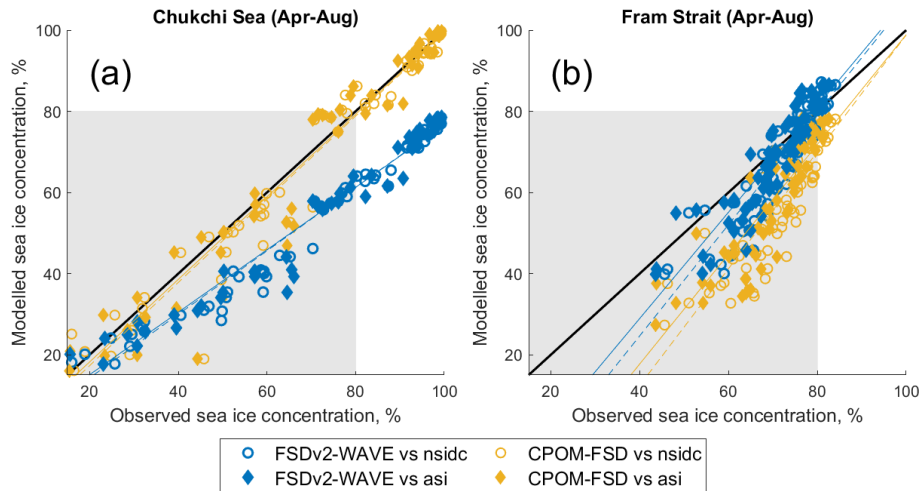 Chukchi Sea (Apr-Aug)
(a)
Modelled sea ice concentration, %
100
80
60
40
20
20 40 60 80 100
Observed sea ice concentration, %
Fram Strait (Apr-Aug)
(b)
Modelled sea ice concentration, %
100
80
60
40
20
20 40 60 80 100
Observed sea ice concentration, %
FSDv2-WAVE vs nsidc
FSDv2-WAVE vs asi
CPOM-FSD vs nsidc
CPOM-FSD vs asi